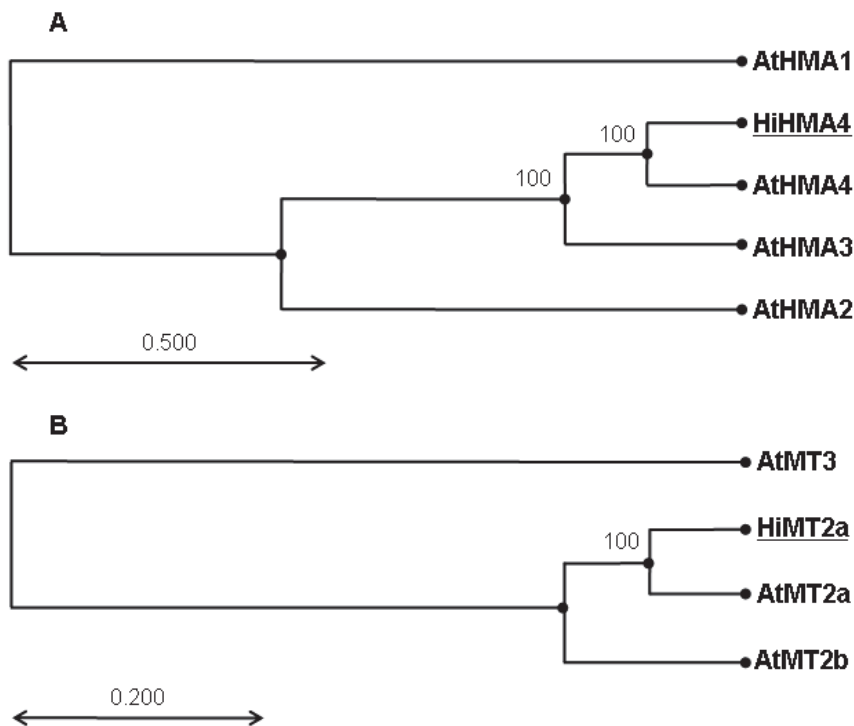 A
AtHMA1
100
HiHMA4
100
AtHMA4
AtHMA3
AtHMA2
0.500
B
AtMT3
HiMT2a
100
AtMT2a
AtMT2b
0.200